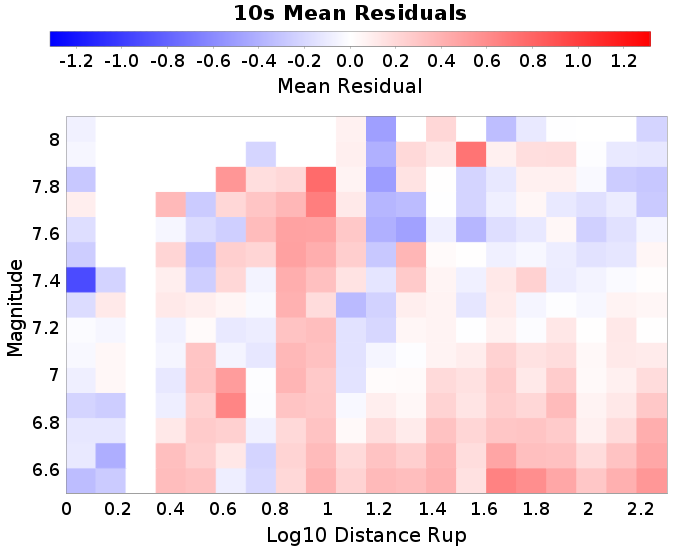 10s Mean Residuals
-1.2 -1.0 -0.8 -0.6 -0.4 -0.2 0.0 0.2 0.4 0.6 0.8 1.0 1.2
Mean Residual
8
7.8
7.6
7.4
7.2
7
6.8
6.6
Magnitude
0 0.2 0.4 0.6 0.8 1 1.2 1.4 1.6 1.8 2 2.2
Log10 Distance Rup